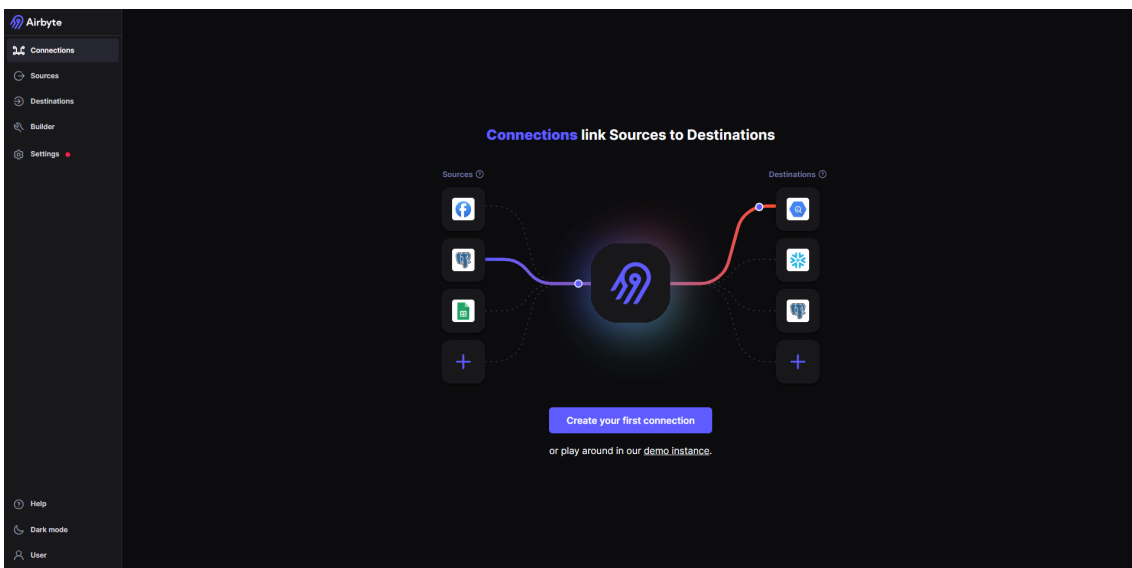 Airbyte
Connections
Sources
Destinations
Builder
Settings
Connections link Sources to Destinations
Sources
Destinations
Create your first connection
or play around in our demo instance.
Help
Dark mode
User